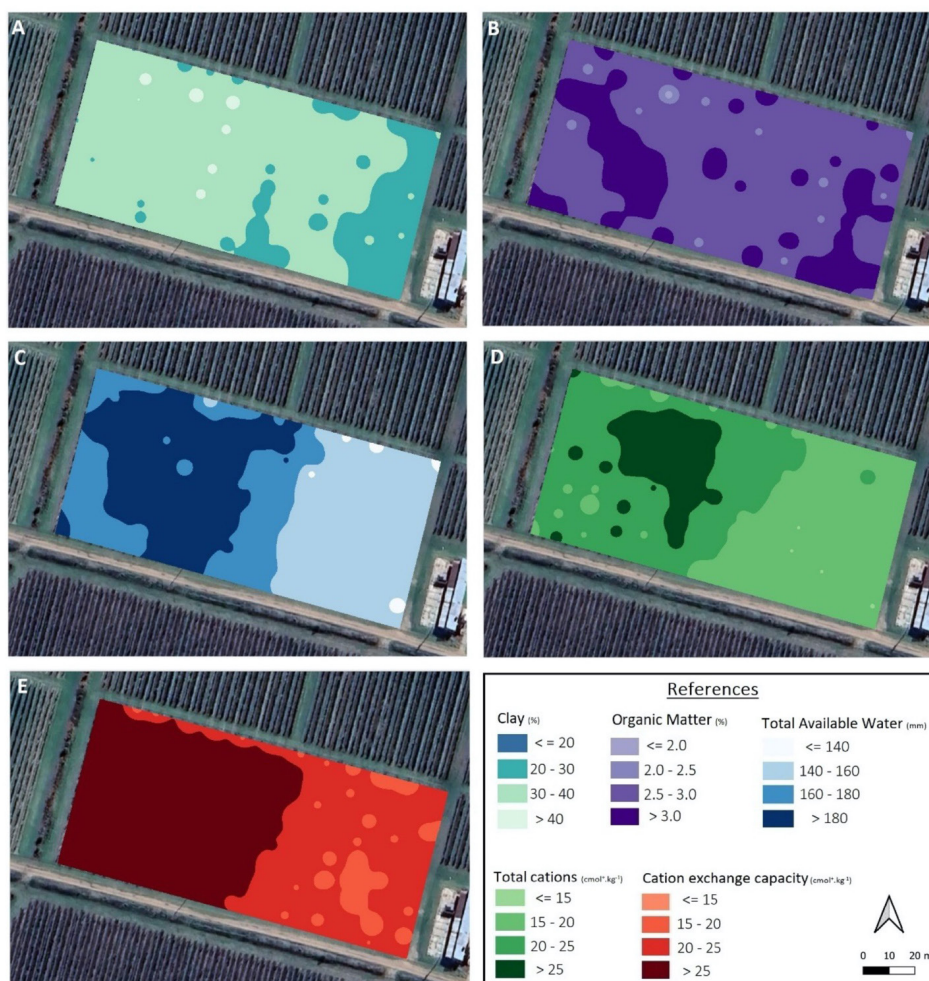 A
B
C
D
E
References
Clay (%)
<= 20
20 - 30
30 - 40
> 40
Organic Matter (%)
<= 2.0
2.0 - 2.5
2.5 - 3.0
> 3.0
Total Available Water (mm)
<= 140
140 - 160
160 - 180
> 180
Total cations (cmol⁺.kg⁻¹)
<= 15
15 - 20
20 - 25
> 25
Cation exchange capacity (cmol⁺.kg⁻¹)
<= 15
15 - 20
20 - 25
> 25
0 10 20 m